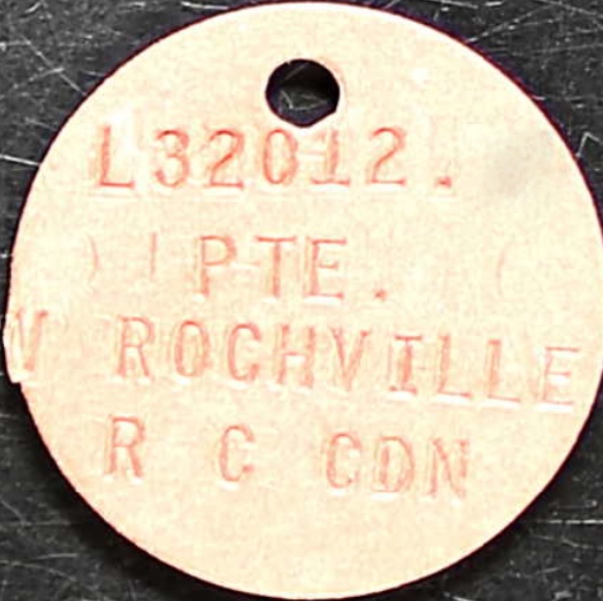 L32012.
PTE.
W ROCHVILLE
R C CDN